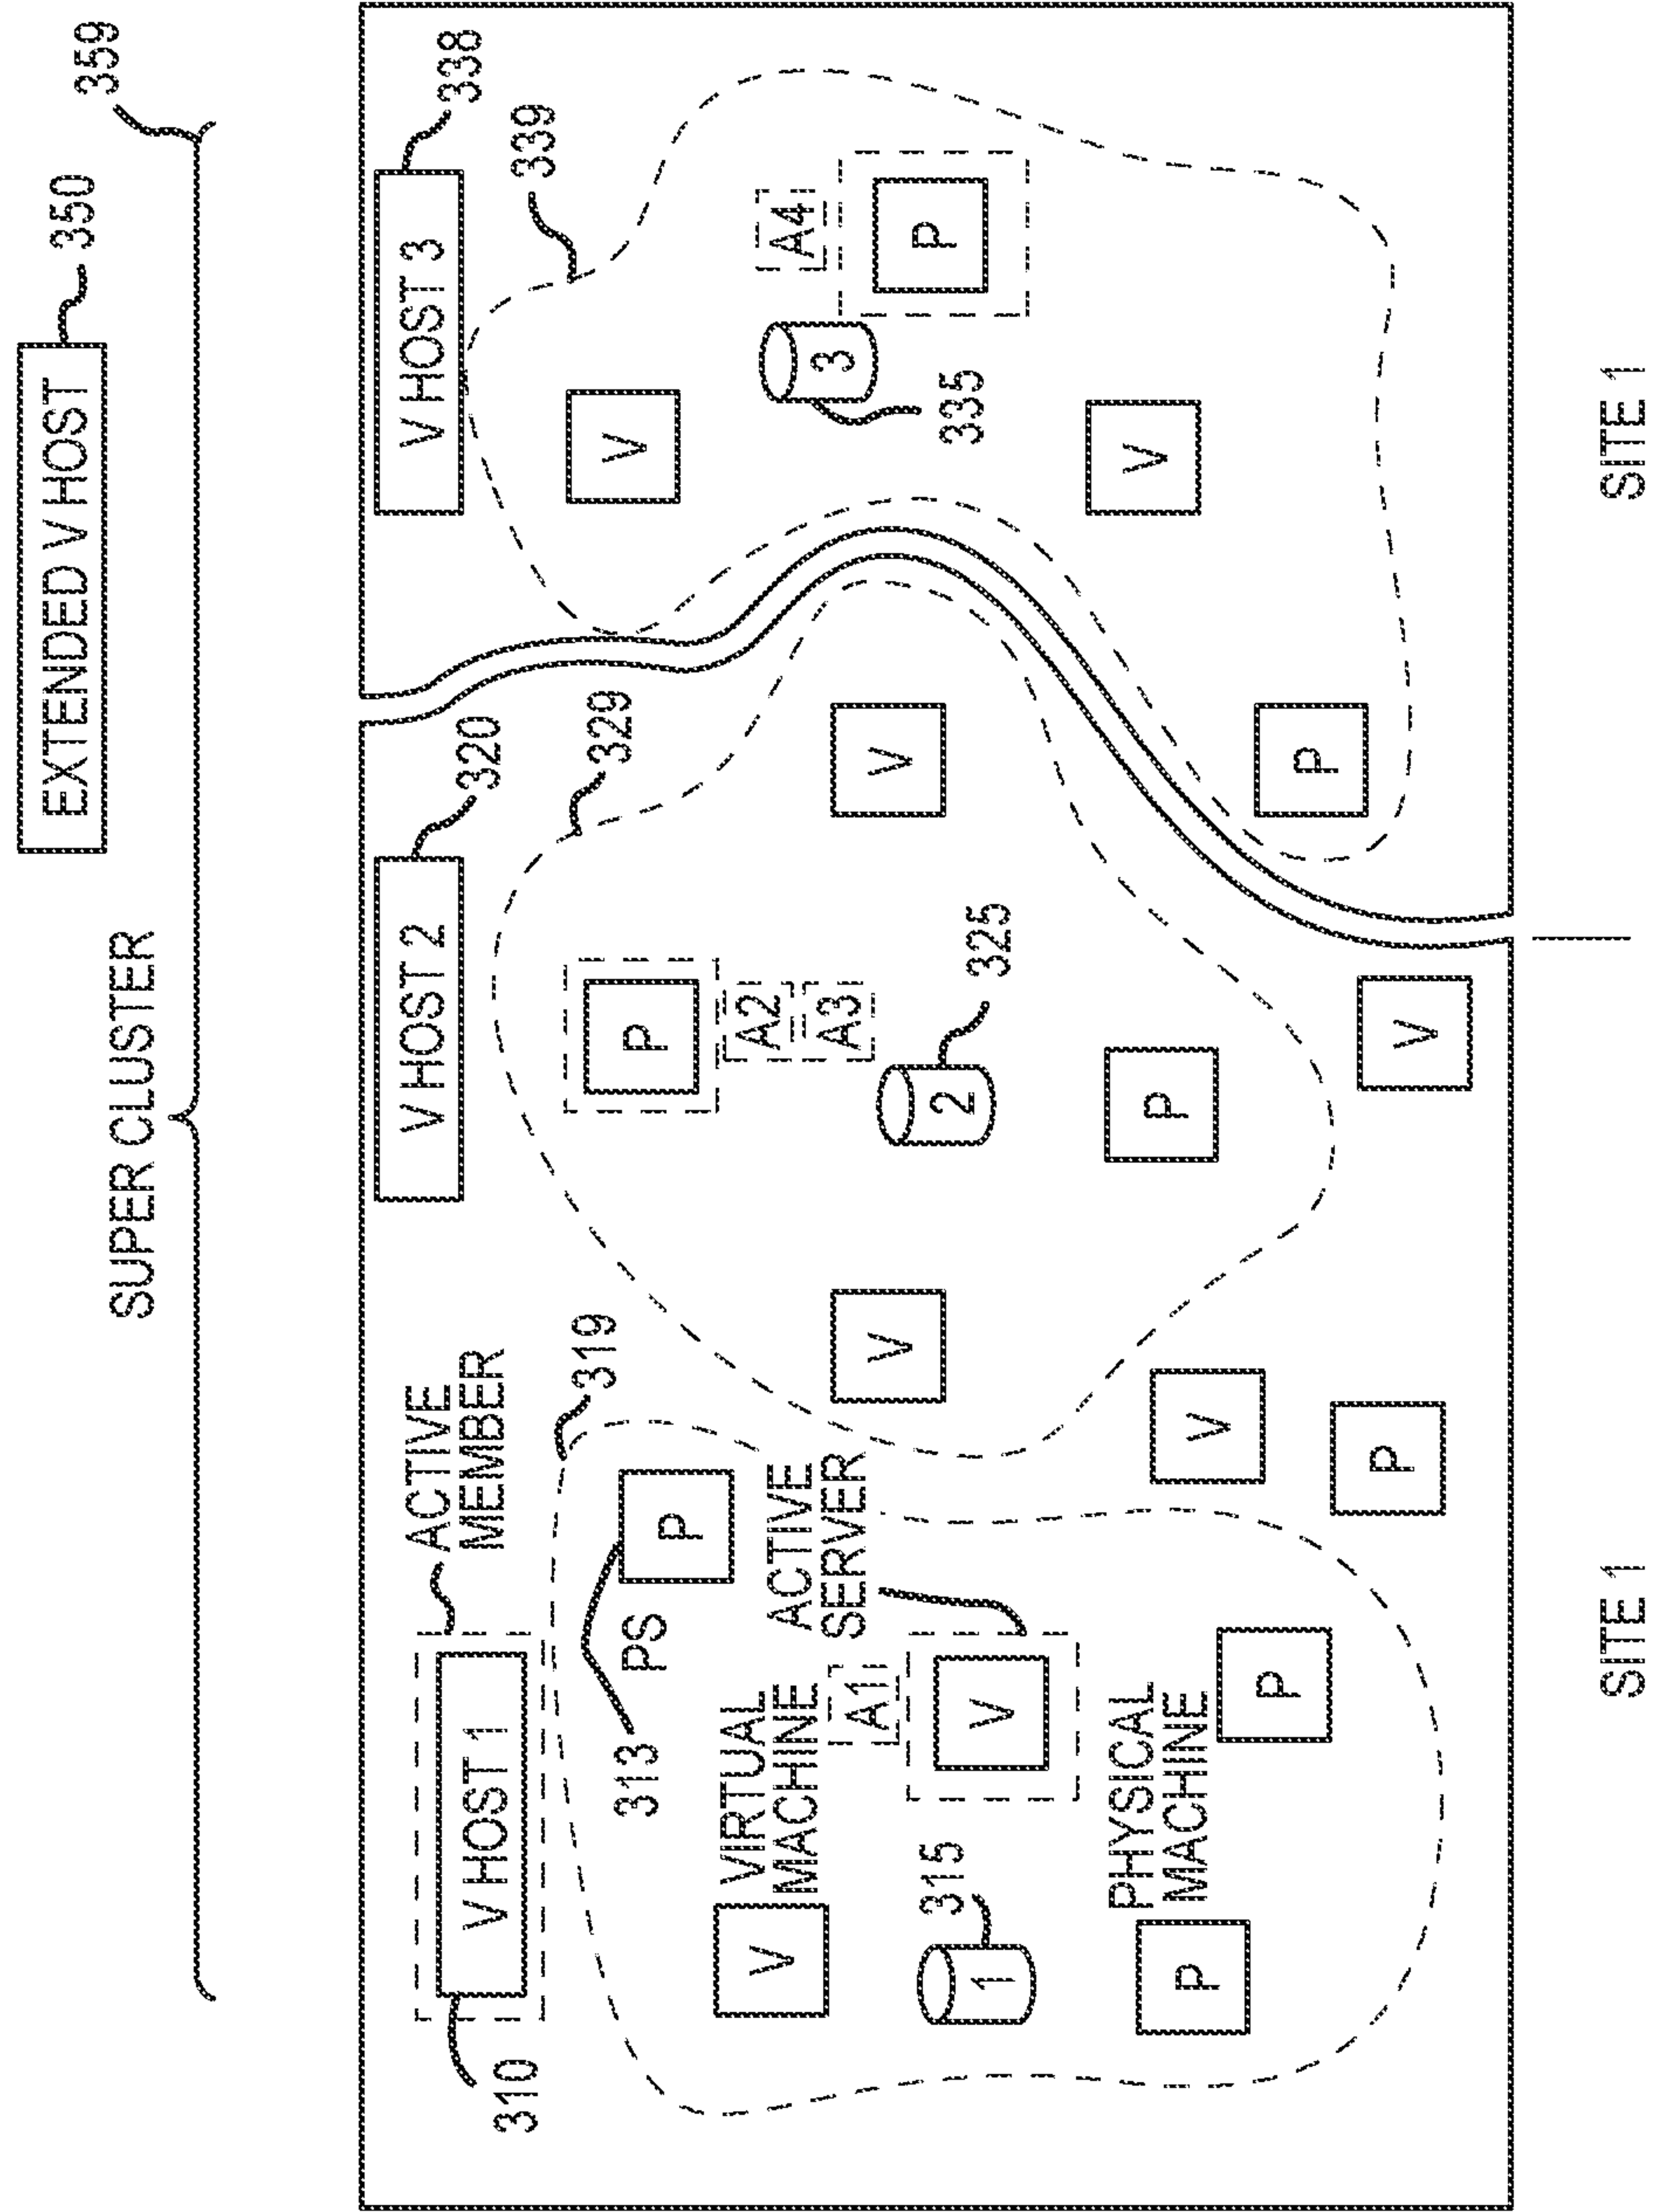 EXTENDED V HOST
350
359
SUPER CLUSTER
310
V HOST 1
ACTIVE
MEMBER
V HOST 2
320
V HOST 3
338
319
329
339
313
PS
P
P
V
A4
V
VIRTUAL
MACHINE
A1
ACTIVE
SERVER
A2
A3
3
335
P
1
315
V
V
2
325
V
P
PHYSICAL
MACHINE
P
V
P
V
P
P
V
P
SITE 1
SITE 1